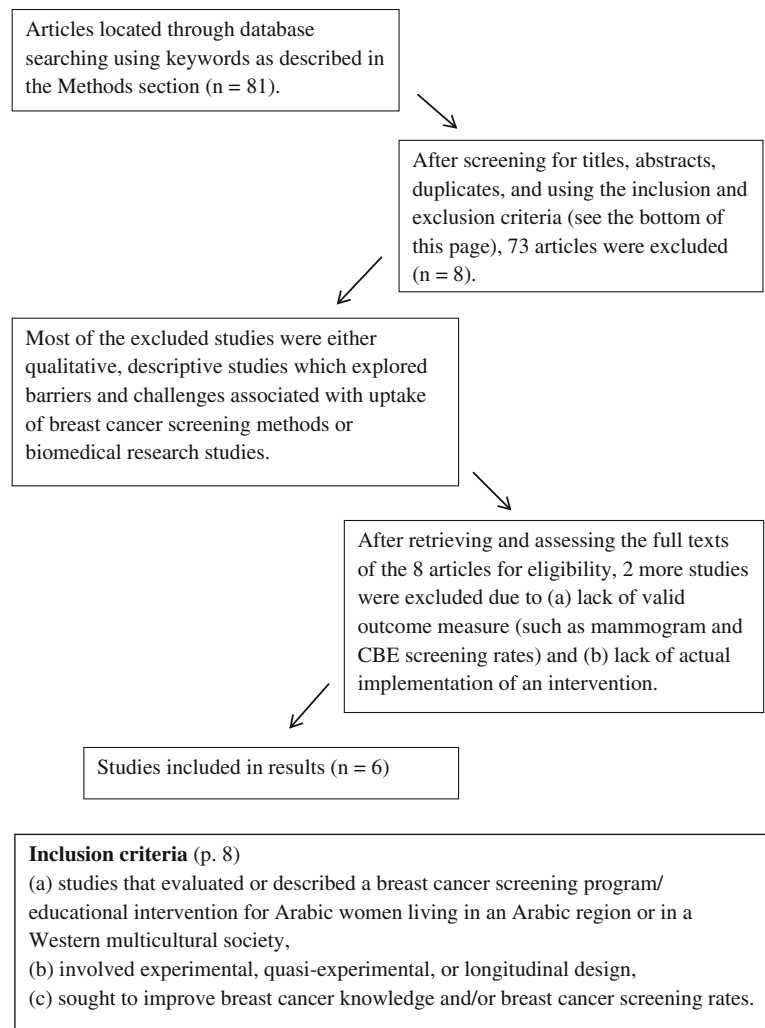 Articles located through database
searching using keywords as described in
the Methods section (n = 81).
After screening for titles, abstracts,
duplicates, and using the inclusion and
exclusion criteria (see the bottom of
this page), 73 articles were excluded
(n = 8).
Most of the excluded studies were either
qualitative, descriptive studies which explored
barriers and challenges associated with uptake
of breast cancer screening methods or
biomedical research studies.
After retrieving and assessing the full texts
of the 8 articles for eligibility, 2 more studies
were excluded due to (a) lack of valid
outcome measure (such as mammogram and
CBE screening rates) and (b) lack of actual
implementation of an intervention.
Studies included in results (n = 6)
Inclusion criteria (p. 8)
(a) studies that evaluated or described a breast cancer screening program/
educational intervention for Arabic women living in an Arabic region or in a
Western multicultural society,
(b) involved experimental, quasi-experimental, or longitudinal design,
(c) sought to improve breast cancer knowledge and/or breast cancer screening rates.